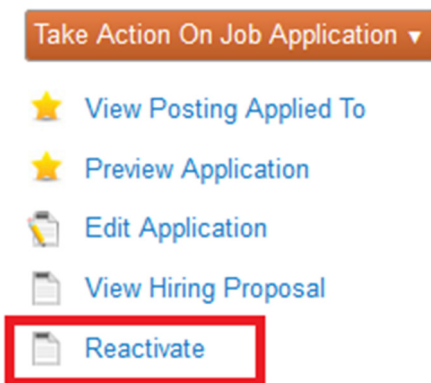 Take Action On Job Application ▾
View Posting Applied To
Preview Application
Edit Application
View Hiring Proposal
Reactivate